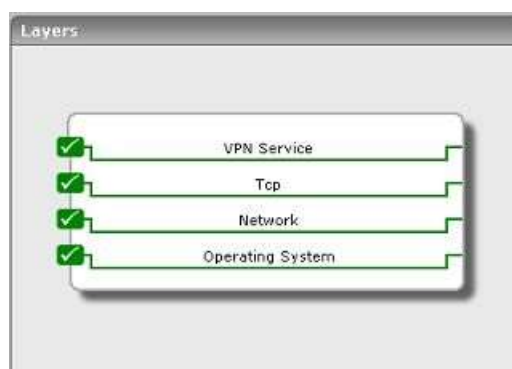 Layers
VPN Service
Tcp
Network
Operating System